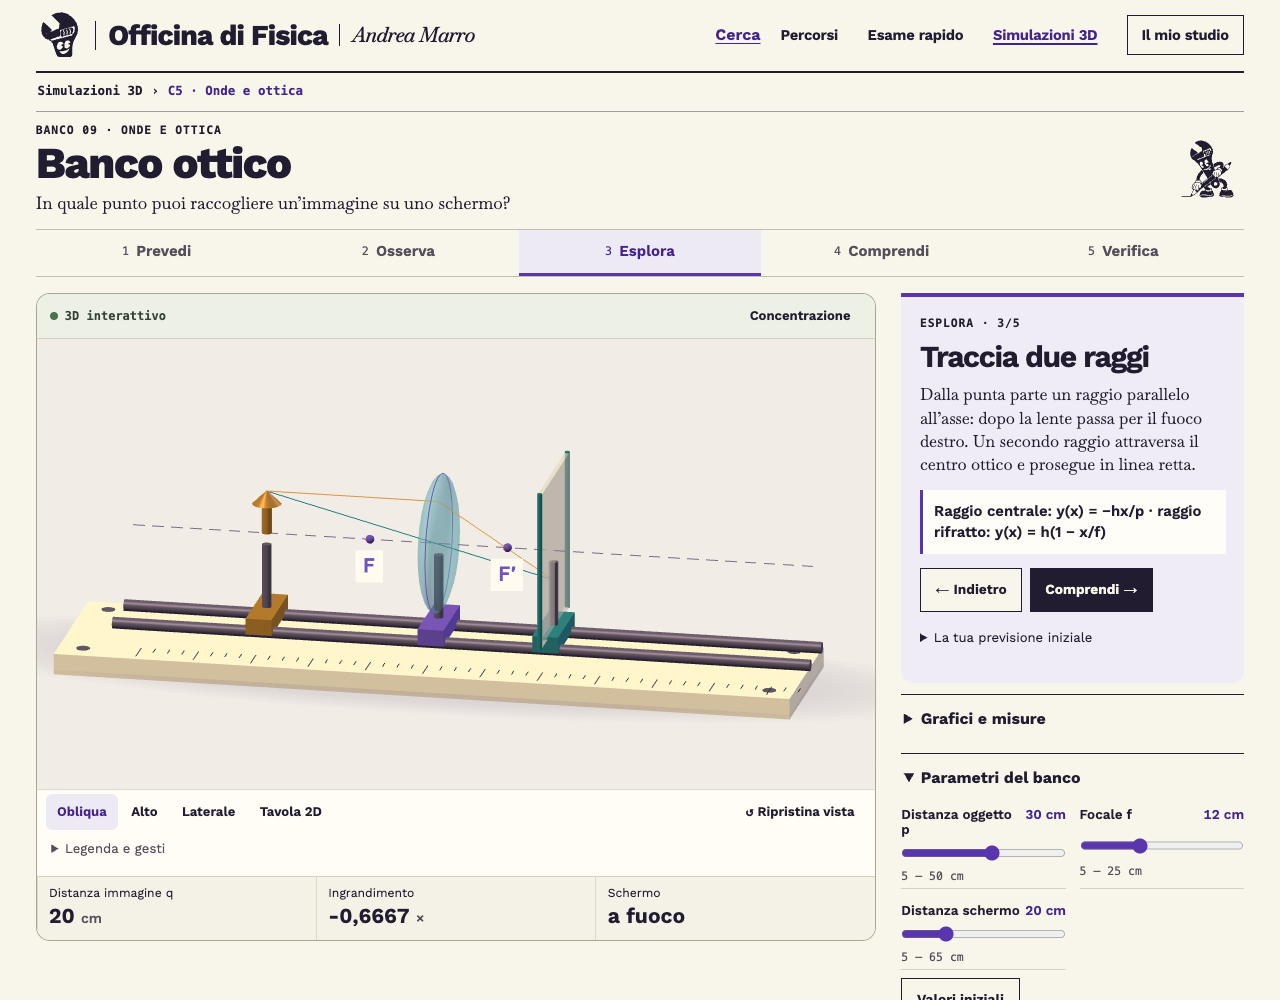 Officina di Fisica
Andrea Marro
Cerca
Percorsi
Esame rapido
Simulazioni 3D
Il mio studio
Simulazioni 3D › C5 · Onde e ottica
BANCO 09 · ONDE E OTTICA
Banco ottico
In quale punto puoi raccogliere un’immagine su uno schermo?
1 Prevedi
2 Osserva
3 Esplora
4 Comprendi
5 Verifica
3D interattivo
Concentrazione
F
F′
Obliqua
Alto
Laterale
Tavola 2D
↺ Ripristina vista
▶ Legenda e gesti
Distanza immagine q
20 cm
Ingrandimento
-0,6667 ×
Schermo
a fuoco
ESPLORA · 3/5
Traccia due raggi
Dalla punta parte un raggio parallelo
all’asse: dopo la lente passa per il fuoco
destro. Un secondo raggio attraversa il
centro ottico e prosegue in linea retta.
Raggio centrale: y(x) = −hx/p · raggio
rifratto: y(x) = h(1 − x/f)
← Indietro
Comprendi →
▶ La tua previsione iniziale
▶ Grafici e misure
▼ Parametri del banco
Distanza oggetto p
30 cm
5 — 50 cm
Focale f
12 cm
5 — 25 cm
Distanza schermo
20 cm
5 — 65 cm
Valori iniziali